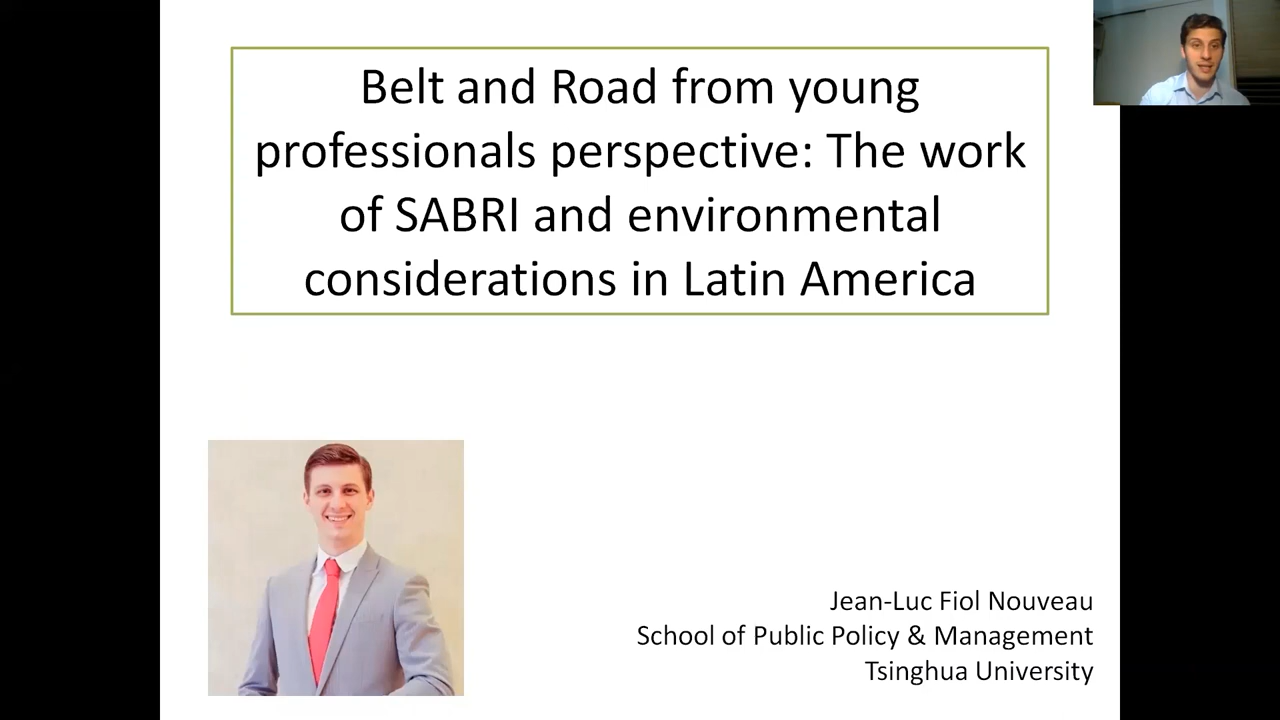 Belt and Road from young
professionals perspective: The work
of SABRI and environmental
considerations in Latin America
Jean-Luc Fiol Nouveau
School of Public Policy & Management
Tsinghua University